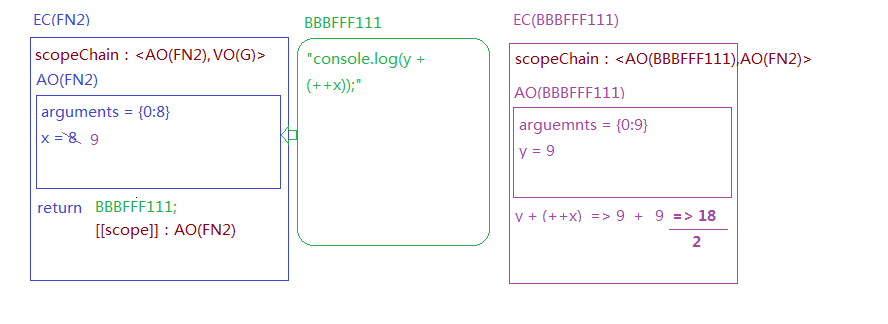 EC(FN2)
scopeChain : <AO(FN2), VO(G)>
AO(FN2)
arguments = {0:8}
x = 8 9
return BBBFFF111;
[[scope]] : AO(FN2)
BBBFFF111
"console.log(y +
(++x));"
EC(BBBFFF111)
scopeChain : <AO(BBBFFF111),AO(FN2)>
AO(BBBFFF111)
arguemnts = {0:9}
y = 9
y + (++x) => 9 + 9 => 18
2